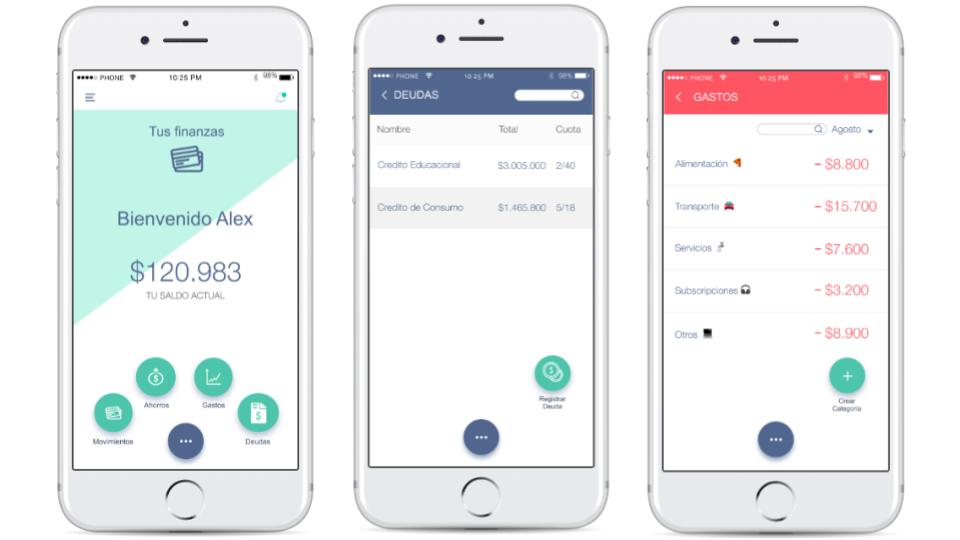 PHONE 10:25 PM 98%
Tus finanzas
Bienvenido Alex
$120.983
TU SALDO ACTUAL
Ahorros Gastos
Movimientos Deudas
PHONE 10:25 PM 98%
DEUDAS
Nombre Total Cuota
Credito Educacional $3.005.000 2/40
Credito de Consumo $1,465.800 5/18
Registrar
Deuda
PHONE 10:25 PM 98%
GASTOS
Agosto
Alimentación - $8.800
Transporte - $15.700
Servicios - $7.600
Subscripciones - $3.200
Otros - $8.900
Crear
Categoria